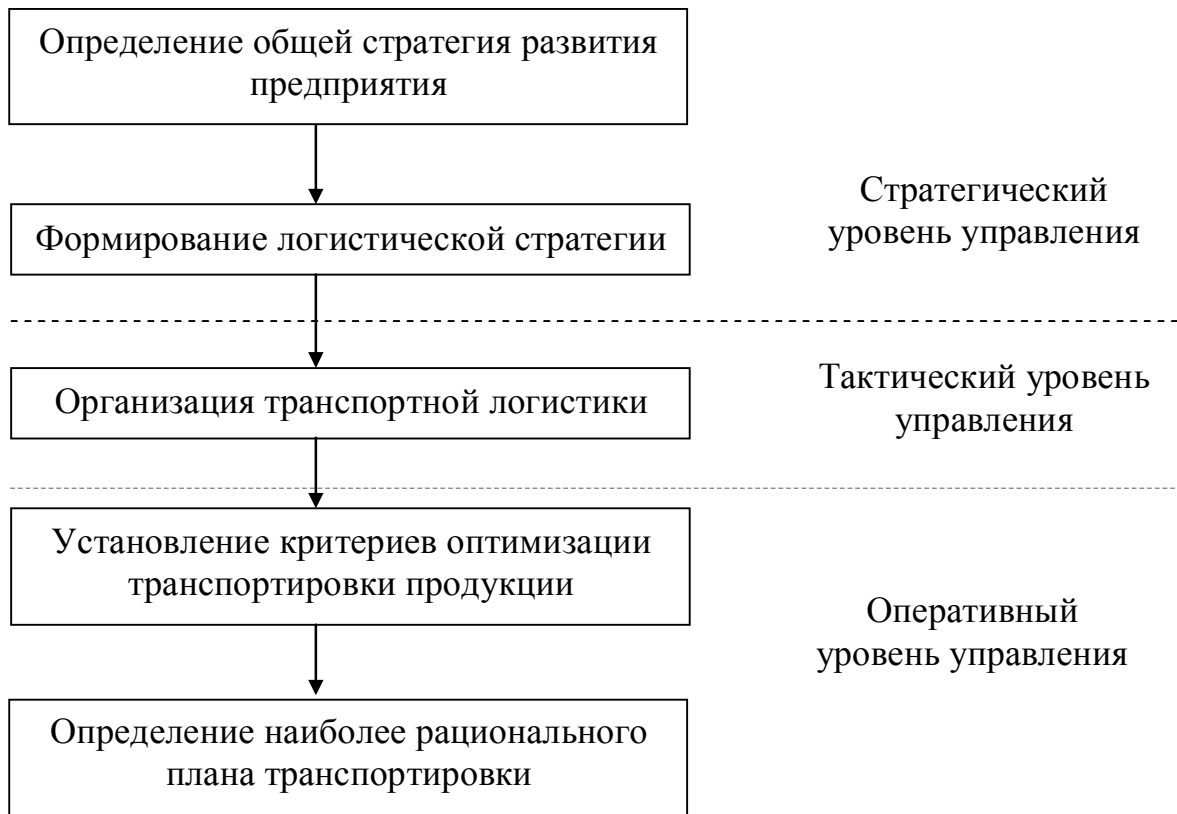 Определение общей стратегия развития
предприятия
Стратегический
уровень управления
Формирование логистической стратегии
Тактический уровень
управления
Организация транспортной логистики
Установление критериев оптимизации
транспортировки продукции
Оперативный
уровень управления
Определение наиболее рационального
плана транспортировки